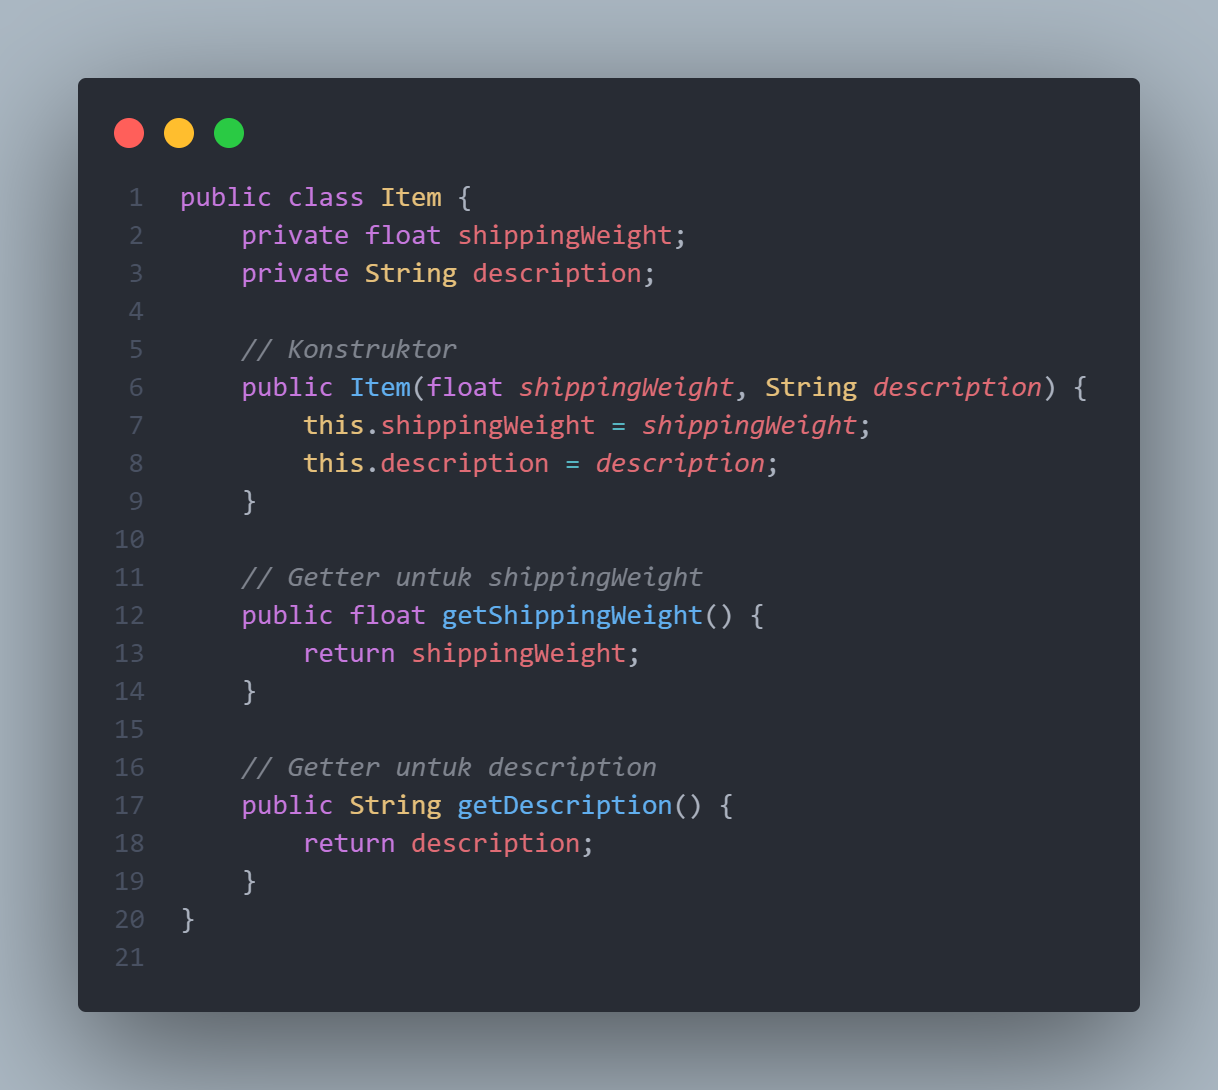 1 public class Item {
2     private float shippingWeight;
3     private String description;
4
5     // Konstruktor
6     public Item(float shippingWeight, String description) {
7         this.shippingWeight = shippingWeight;
8         this.description = description;
9     }
10
11     // Getter untuk shippingWeight
12     public float getShippingWeight() {
13         return shippingWeight;
14     }
15
16     // Getter untuk description
17     public String getDescription() {
18         return description;
19     }
20 }
21